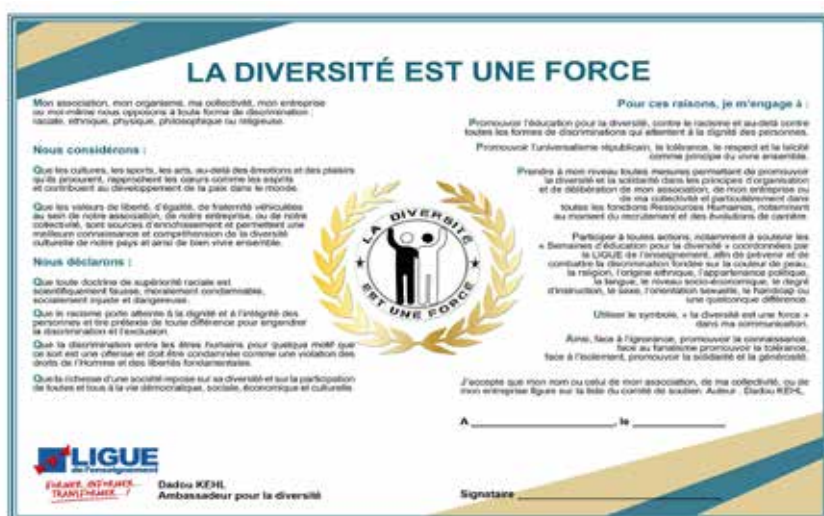 LA DIVERSITÉ EST UNE FORCE
Mon association, mon organisme, ma collectivité, mon entreprise
ou moi-même nous opposons à toute forme de discrimination :
raciale, ethnique, physique, philosophique ou religieuse.
Nous considérons :
Que les cultures, les sports, les arts, au-delà des émotions et des plaisirs
qu'ils procurent, rapprochent les cœurs comme les esprits
et contribuent au développement de la paix dans le monde.
Que les valeurs de liberté, d'égalité, de fraternité véhiculées
au sein de notre association, de notre entreprise, ou de notre
collectivité, sont sources d'enrichissement et permettent une
meilleure connaissance et compréhension de la diversité
culturelle de notre pays et ainsi de bien vivre ensemble.
Nous déclarons :
Que toute doctrine de supériorité raciale est
scientifiquement fausse, moralement condamnable,
socialement injuste et dangereuse.
Que le racisme porte atteinte à la dignité et à l'intégrité des
personnes et tire prétexte de toute différence pour engendrer
la discrimination et l'exclusion.
Que la discrimination entre les êtres humains pour quelque motif que
ce soit est une offense et doit être condamnée comme une violation des
droits de l'Homme et des libertés fondamentales.
Que la richesse d'une société repose sur sa diversité et sur la participation
de toutes et tous à la vie démocratique, sociale, économique et culturelle.
LIGUE
de l'enseignement
FORMER INFORMER
TRANSFORMER !
Dadou KEHL
Ambassadeur pour la diversité
LA DIVERSITÉ
EST UNE FORCE
Pour ces raisons, je m'engage à :
Promouvoir l'éducation pour la diversité, contre le racisme et au-delà contre
toutes les formes de discriminations qui attentent à la dignité des personnes.
Promouvoir l'universalisme républicain, la tolérance, le respect et la laïcité
comme principe du vivre ensemble.
Prendre à mon niveau toutes mesures permettant de promouvoir
la diversité et la solidarité dans les principes d'organisation
et de délibération de mon association, de mon entreprise ou
de ma collectivité et particulièrement dans
toutes les fonctions Ressources Humaines, notamment
au moment du recrutement et des évolutions de carrière.
Participer à toutes actions, notamment à soutenir les
« Semaines d'éducation pour la diversité » coordonnées par
la LIGUE de l'enseignement, afin de prévenir et de
combattre la discrimination fondée sur la couleur de peau,
la religion, l'origine ethnique, l'appartenance politique,
la langue, le niveau socio-économique, le degré
d'instruction, le sexe, l'orientation sexuelle, le handicap ou
une quelconque différence.
Utiliser le symbole, « la diversité est une force »
dans ma communication.
Ainsi, face à l'ignorance, promouvoir la connaissance,
face au fanatisme promouvoir la tolérance,
face à l'isolement, promouvoir la solidarité et la générosité.
J'accepte que mon nom ou celui de mon association, de ma collectivité, ou de
mon entreprise figure sur la liste du comité de soutien. Auteur : Dadou KEHL
A ____________________, le ____________
Signataire ____________________